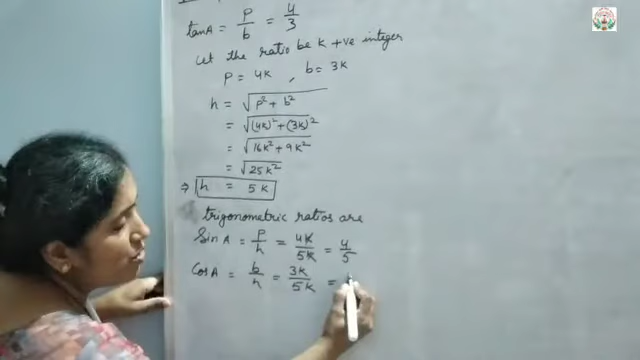 tanA = P/b = 4/3
Let the ratio be K +ve integer
P = 4K , b = 3K
h = √(P² + b²)
= √((4K)² + (3K)²)
= √(16K² + 9K²)
= √(25K²)
⇒ h = 5K
trigonometric ratios are
SinA = P/h = 4K/5K = 4/5
CosA = b/h = 3K/5K =